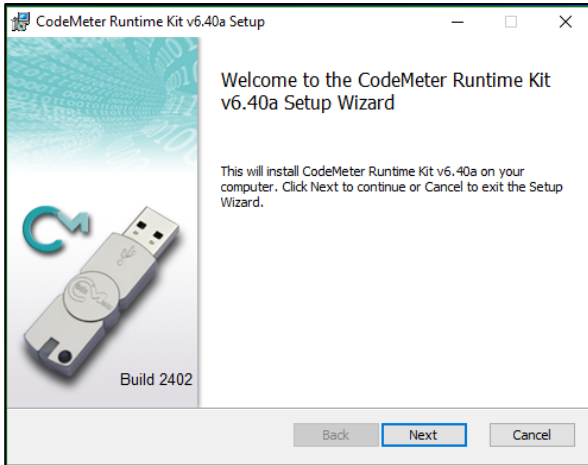 CodeMeter Runtime Kit v6.40a Setup
Welcome to the CodeMeter Runtime Kit
v6.40a Setup Wizard
This will install CodeMeter Runtime Kit v6.40a on your
computer. Click Next to continue or Cancel to exit the Setup
Wizard.
Build 2402
Back
Next
Cancel